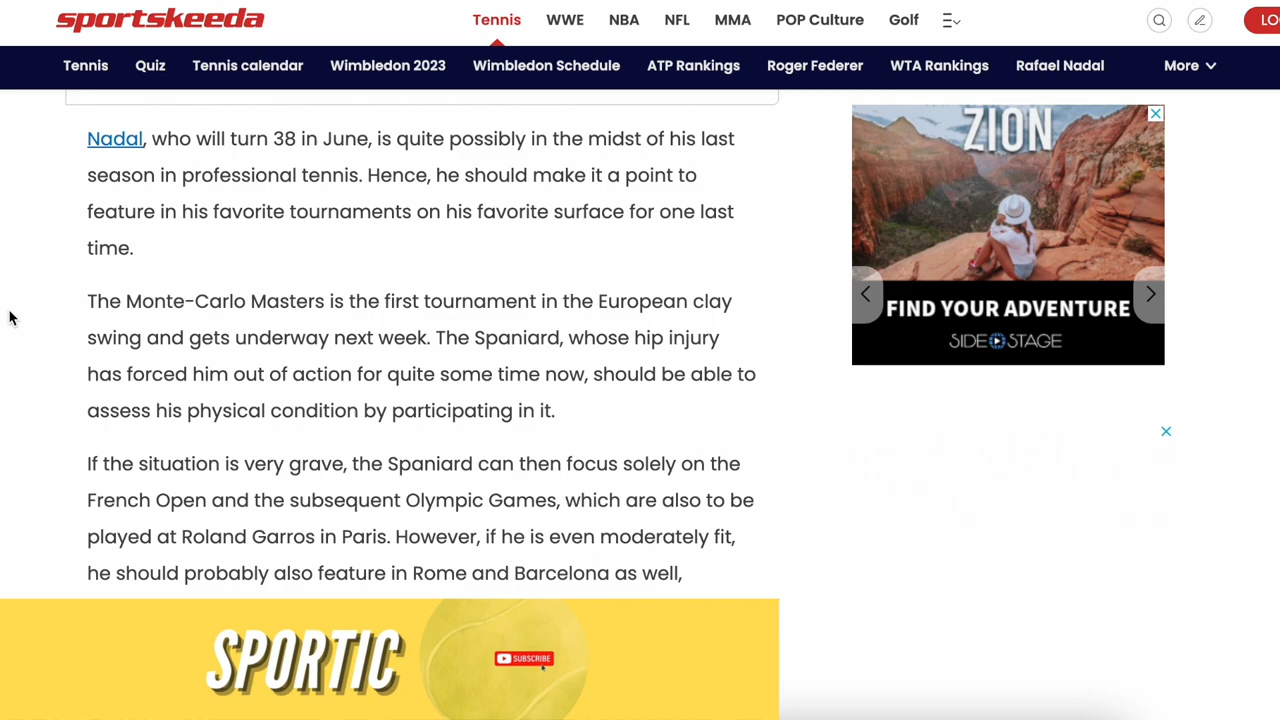 sportskeeda
Tennis WWE NBA NFL MMA POP Culture Golf
LO
Tennis Quiz Tennis calendar Wimbledon 2023 Wimbledon Schedule ATP Rankings Roger Federer WTA Rankings Rafael Nadal More
Nadal, who will turn 38 in June, is quite possibly in the midst of his last
season in professional tennis. Hence, he should make it a point to
feature in his favorite tournaments on his favorite surface for one last
time.
The Monte-Carlo Masters is the first tournament in the European clay
swing and gets underway next week. The Spaniard, whose hip injury
has forced him out of action for quite some time now, should be able to
assess his physical condition by participating in it.
If the situation is very grave, the Spaniard can then focus solely on the
French Open and the subsequent Olympic Games, which are also to be
played at Roland Garros in Paris. However, if he is even moderately fit,
he should probably also feature in Rome and Barcelona as well,
ZION
FIND YOUR ADVENTURE
SIDE STAGE
SPORTIC
SUBSCRIBE